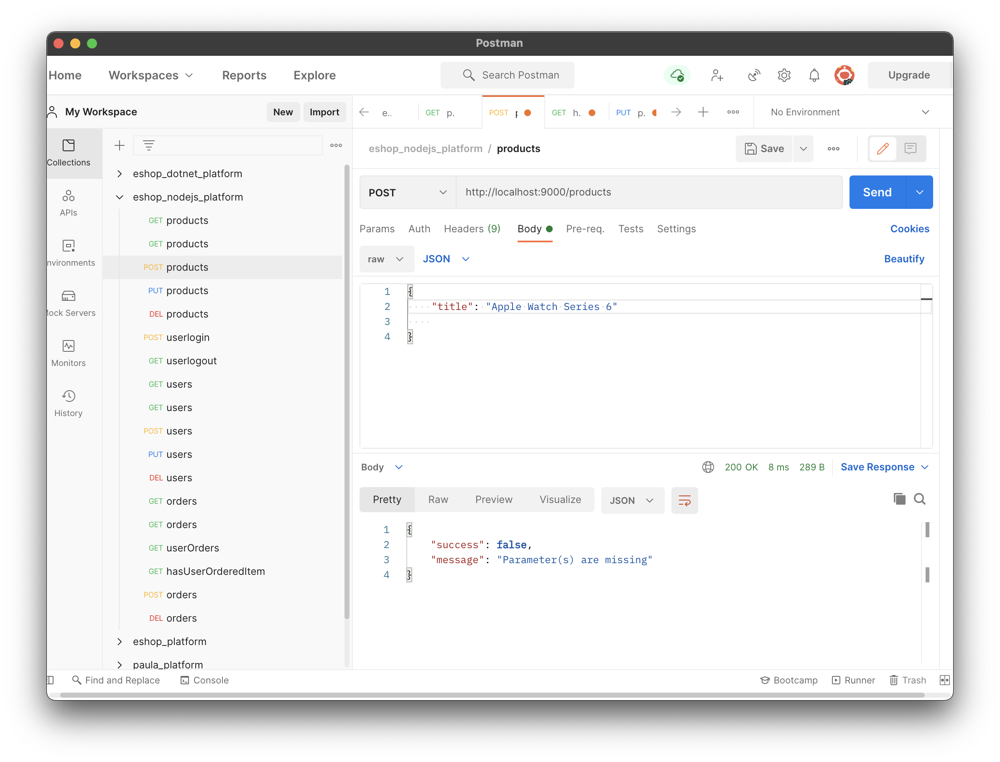 Postman
Home Workspaces Reports Explore Search Postman Upgrade
My Workspace New Import
e.. GET p. POST GET h.. PUT p. No Environment
Collections
APIs
nvironments
ock Servers
Monitors
History
eshop_dotnet_platform
eshop_nodejs_platform
GET products
GET products
POST products
PUT products
DEL products
POST userlogin
GET userlogout
GET users
GET users
POST users
PUT users
DEL users
GET orders
GET orders
GET userOrders
GET hasUserOrderedItem
POST orders
DEL orders
eshop_platform
paula_platform
eshop_nodejs_platform / products Save
POST http://localhost:9000/products Send
Params Auth Headers (9) Body Pre-req. Tests Settings Cookies
raw JSON Beautify
1 {
2 "title": "Apple Watch Series 6"
3
4 }
Body 200 OK 8 ms 289 B Save Response
Pretty Raw Preview Visualize JSON
1 {
2 "success": false,
3 "message": "Parameter(s) are missing"
4 }
Find and Replace Console Bootcamp Runner Trash